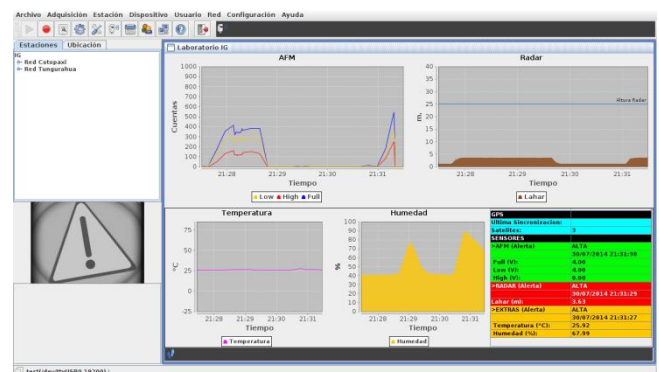 Archivo Adquisición Estación Dispositivo Usuario Red Configuración Ayuda
Estaciones Ubicación
IG
Red Cotopaxi
Red Tungurahua
Laboratorio IG
AFM
Cuentas
1000
900
800
700
600
500
400
300
200
100
0
21:28 21:29 21:30 21:31
Tiempo
Low High Full
Radar
m.
40
35
30
25
20
15
10
5
0
Altura Radar
21:28 21:29 21:30 21:31
Tiempo
Lahar
Temperatura
°C
75
50
25
0
-25
21:28 21:29 21:30 21:31
Tiempo
Temperatura
Humedad
%
100
90
80
70
60
50
40
30
20
10
0
21:28 21:29 21:30 21:31
Tiempo
Humedad
GPS
Ultima Sincronizacion:
Satelites: 3
SENSORES
>AFM (Alerta) ALTA
30/07/2014 21:31:30
Full (V): 4.00
Low (V): 4.00
High (V): 0.00
>RADAR (Alerta) ALTA
30/07/2014 21:31:29
Lahar (m): 3.63
>EXTRAS (Alerta) ALTA
30/07/2014 21:31:27
Temperatura (°C): 25.92
Humedad (%): 67.99